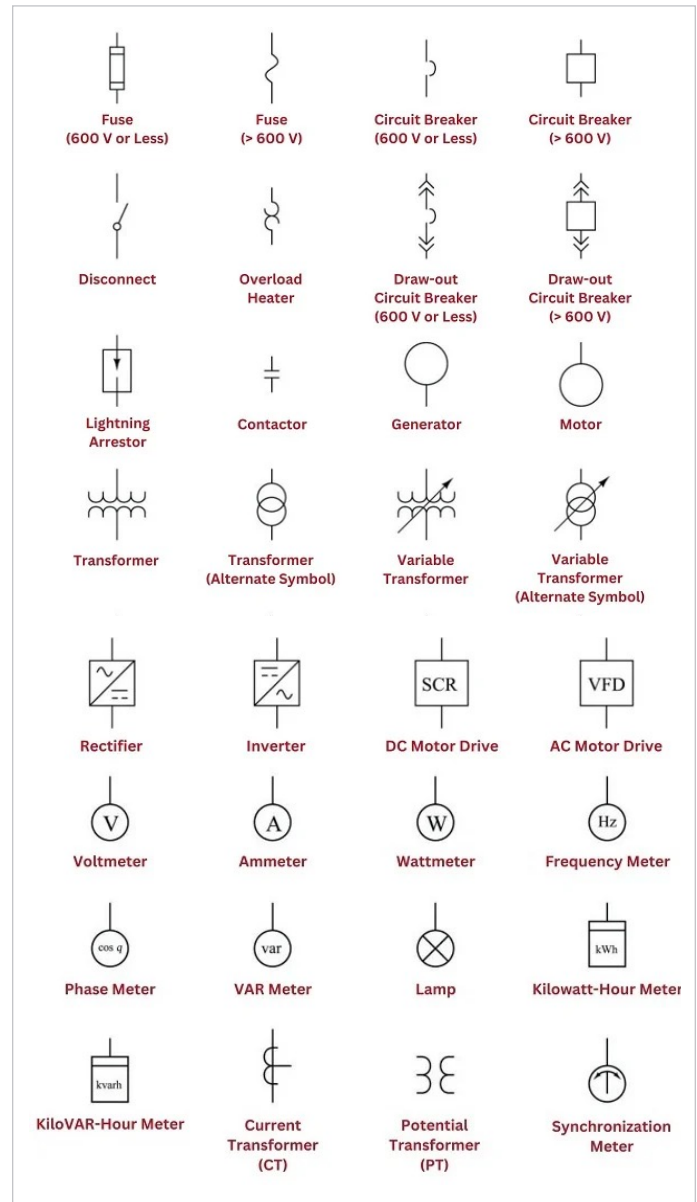 Fuse
(600 V or Less)
Fuse
(> 600 V)
Circuit Breaker
(600 V or Less)
Circuit Breaker
(> 600 V)
Disconnect
Overload
Heater
Draw-out
Circuit Breaker
(600 V or Less)
Draw-out
Circuit Breaker
(> 600 V)
Lightning
Arrestor
Contactor
Generator
Motor
Transformer
Transformer
(Alternate Symbol)
Variable
Transformer
Variable
Transformer
(Alternate Symbol)
SCR
VFD
Rectifier
Inverter
DC Motor Drive
AC Motor Drive
V
A
W
Hz
Voltmeter
Ammeter
Wattmeter
Frequency Meter
cos q
var
kWh
Phase Meter
VAR Meter
Lamp
Kilowatt-Hour Meter
kvarh
KiloVAR-Hour Meter
Current
Transformer
(CT)
Potential
Transformer
(PT)
Synchronization
Meter